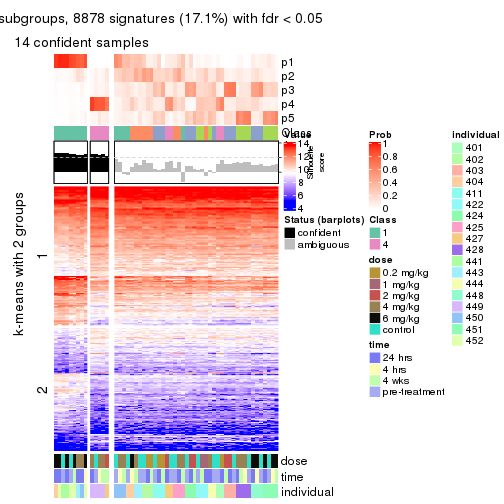 subgroups, 8878 signatures (17.1%) with fdr < 0.05
14 confident samples
p1
p2
p3
p4
p5
Class
k-means with 2 groups
1
2
Silhouette
score
14
12
10
8
6
4
Status (barplots)
confident
ambiguous
Prob
1
0.8
0.6
0.4
0.2
0
Class
1
4
dose
0.2 mg/kg
1 mg/kg
2 mg/kg
4 mg/kg
6 mg/kg
control
time
24 hrs
4 hrs
4 wks
pre-treatment
individual
401
402
403
404
411
422
424
425
427
428
441
443
444
448
449
450
451
452
dose
time
individual